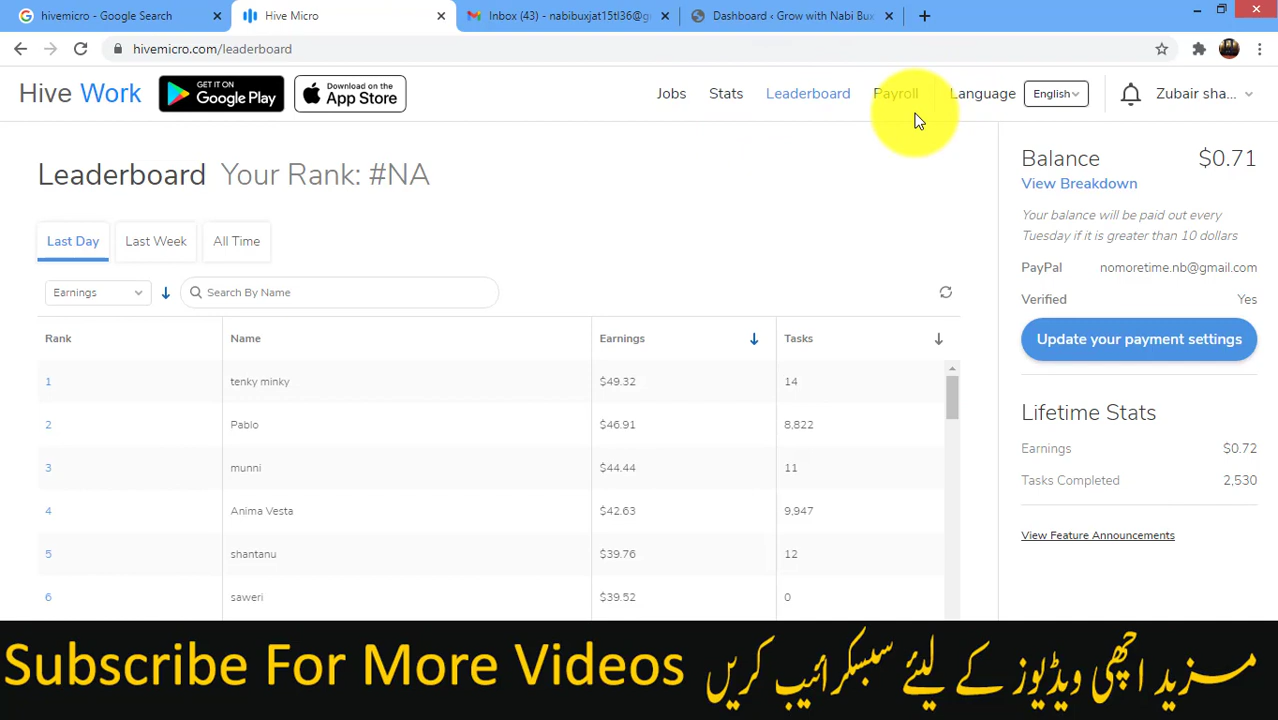 hivemicro - Google Search
Hive Micro
Inbox (43) - nabibuxjat15tl36@g
Dashboard ‹ Grow with Nabi Bux
hivemicro.com/leaderboard
Hive Work
GET IT ON Google Play
Download on the App Store
Jobs
Stats
Leaderboard
Payroll
Language
English
Zubair sha...
Leaderboard Your Rank: #NA
Last Day
Last Week
All Time
Earnings
Search By Name
Rank Name Earnings Tasks
1 tenky minky $49.32 14
2 Pablo $46.91 8,822
3 munni $44.44 11
4 Anima Vesta $42.63 9,947
5 shantanu $39.76 12
6 saweri $39.52 0
Balance $0.71
View Breakdown
Your balance will be paid out every
Tuesday if it is greater than 10 dollars
PayPal nomoretime.nb@gmail.com
Verified Yes
Update your payment settings
Lifetime Stats
Earnings $0.72
Tasks Completed 2,530
View Feature Announcements
Subscribe For More Videos
مزید اچھی ویڈیوز کے لیئے سبسکرائیب کریں